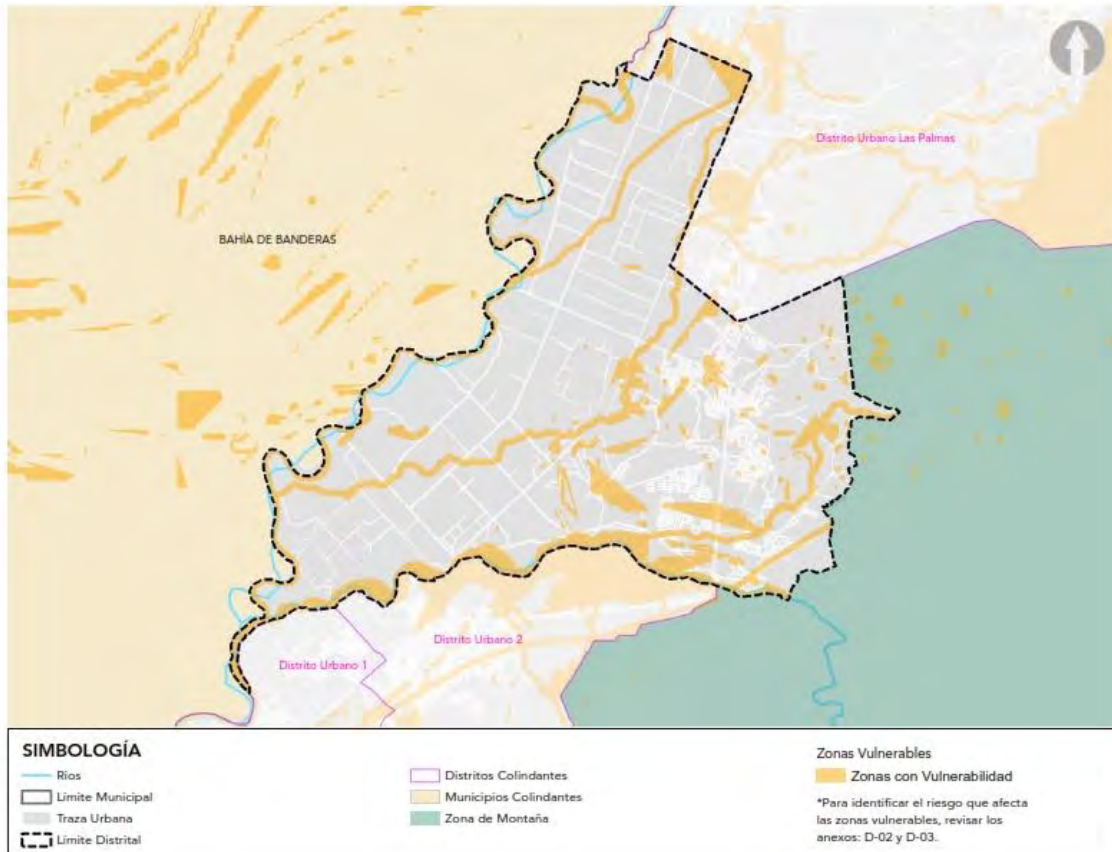 Distrito Urbano Las Palmas
BAHÍA DE BANDERAS
Distrito Urbano 2
Distrito Urbano 1
SIMBOLOGÍA
Ríos
Límite Municipal
Traza Urbana
Límite Distrital
Distritos Colindantes
Municipios Colindantes
Zona de Montaña
Zonas Vulnerables
Zonas con Vulnerabilidad
*Para identificar el riesgo que afecta
las zonas vulnerables, revisar los
anexos: D-02 y D-03.